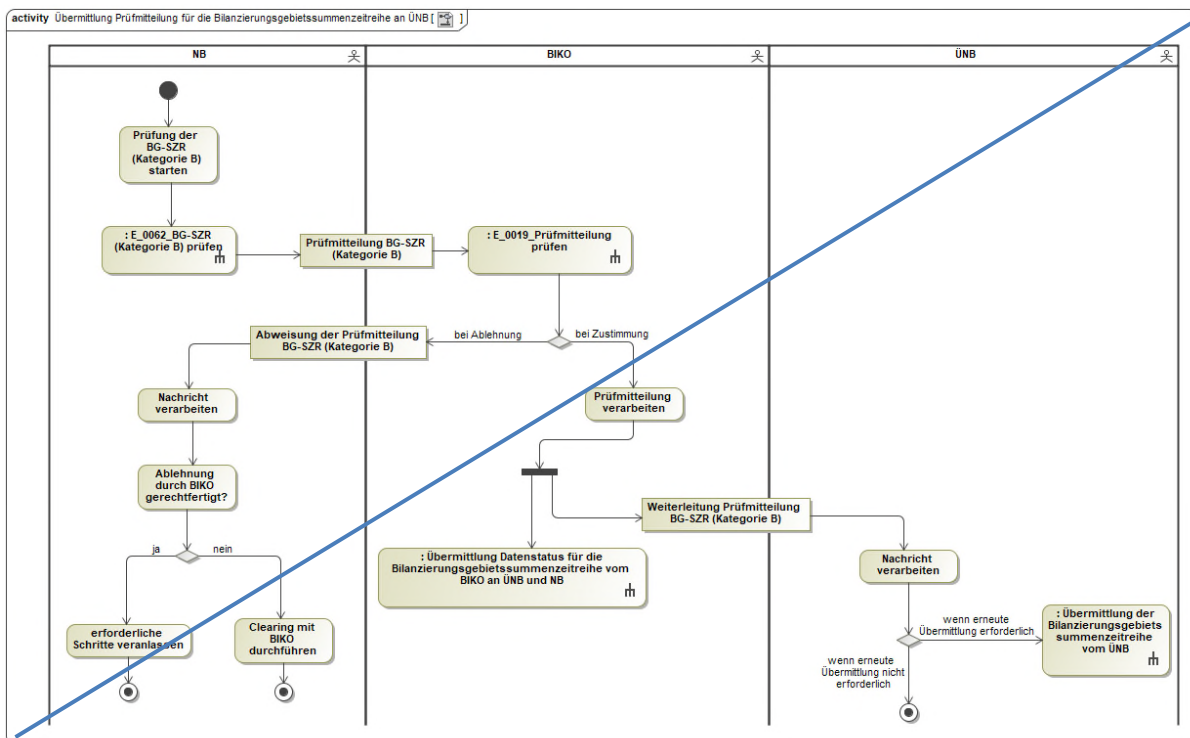 activity Übermittlung Prüfmitteilung für die Bilanzierungsgebietssummenzeitreihe an ÜNB [ ]
NB
BIKO
ÜNB
Prüfung der
BG-SZR
(Kategorie B)
starten
: E_0062_BG-SZR
(Kategorie B) prüfen
Prüfmitteilung BG-SZR
(Kategorie B)
: E_0019_Prüfmitteilung
prüfen
bei Ablehnung
bei Zustimmung
Abweisung der Prüfmitteilung
BG-SZR (Kategorie B)
Nachricht
verarbeiten
Prüfmitteilung
verarbeiten
Ablehnung
durch BIKO
gerechtfertigt?
ja
nein
Weiterleitung Prüfmitteilung
BG-SZR (Kategorie B)
: Übermittlung Datenstatus für die
Bilanzierungsgebietssummenzeitreihe vom
BIKO an ÜNB und NB
Nachricht
verarbeiten
erforderliche
Schritte veranlassen
Clearing mit
BIKO
durchführen
wenn erneute
Übermittlung erforderlich
: Übermittlung der
Bilanzierungsgebiets
summenzeitreihe
vom ÜNB
wenn erneute
Übermittlung nicht
erforderlich